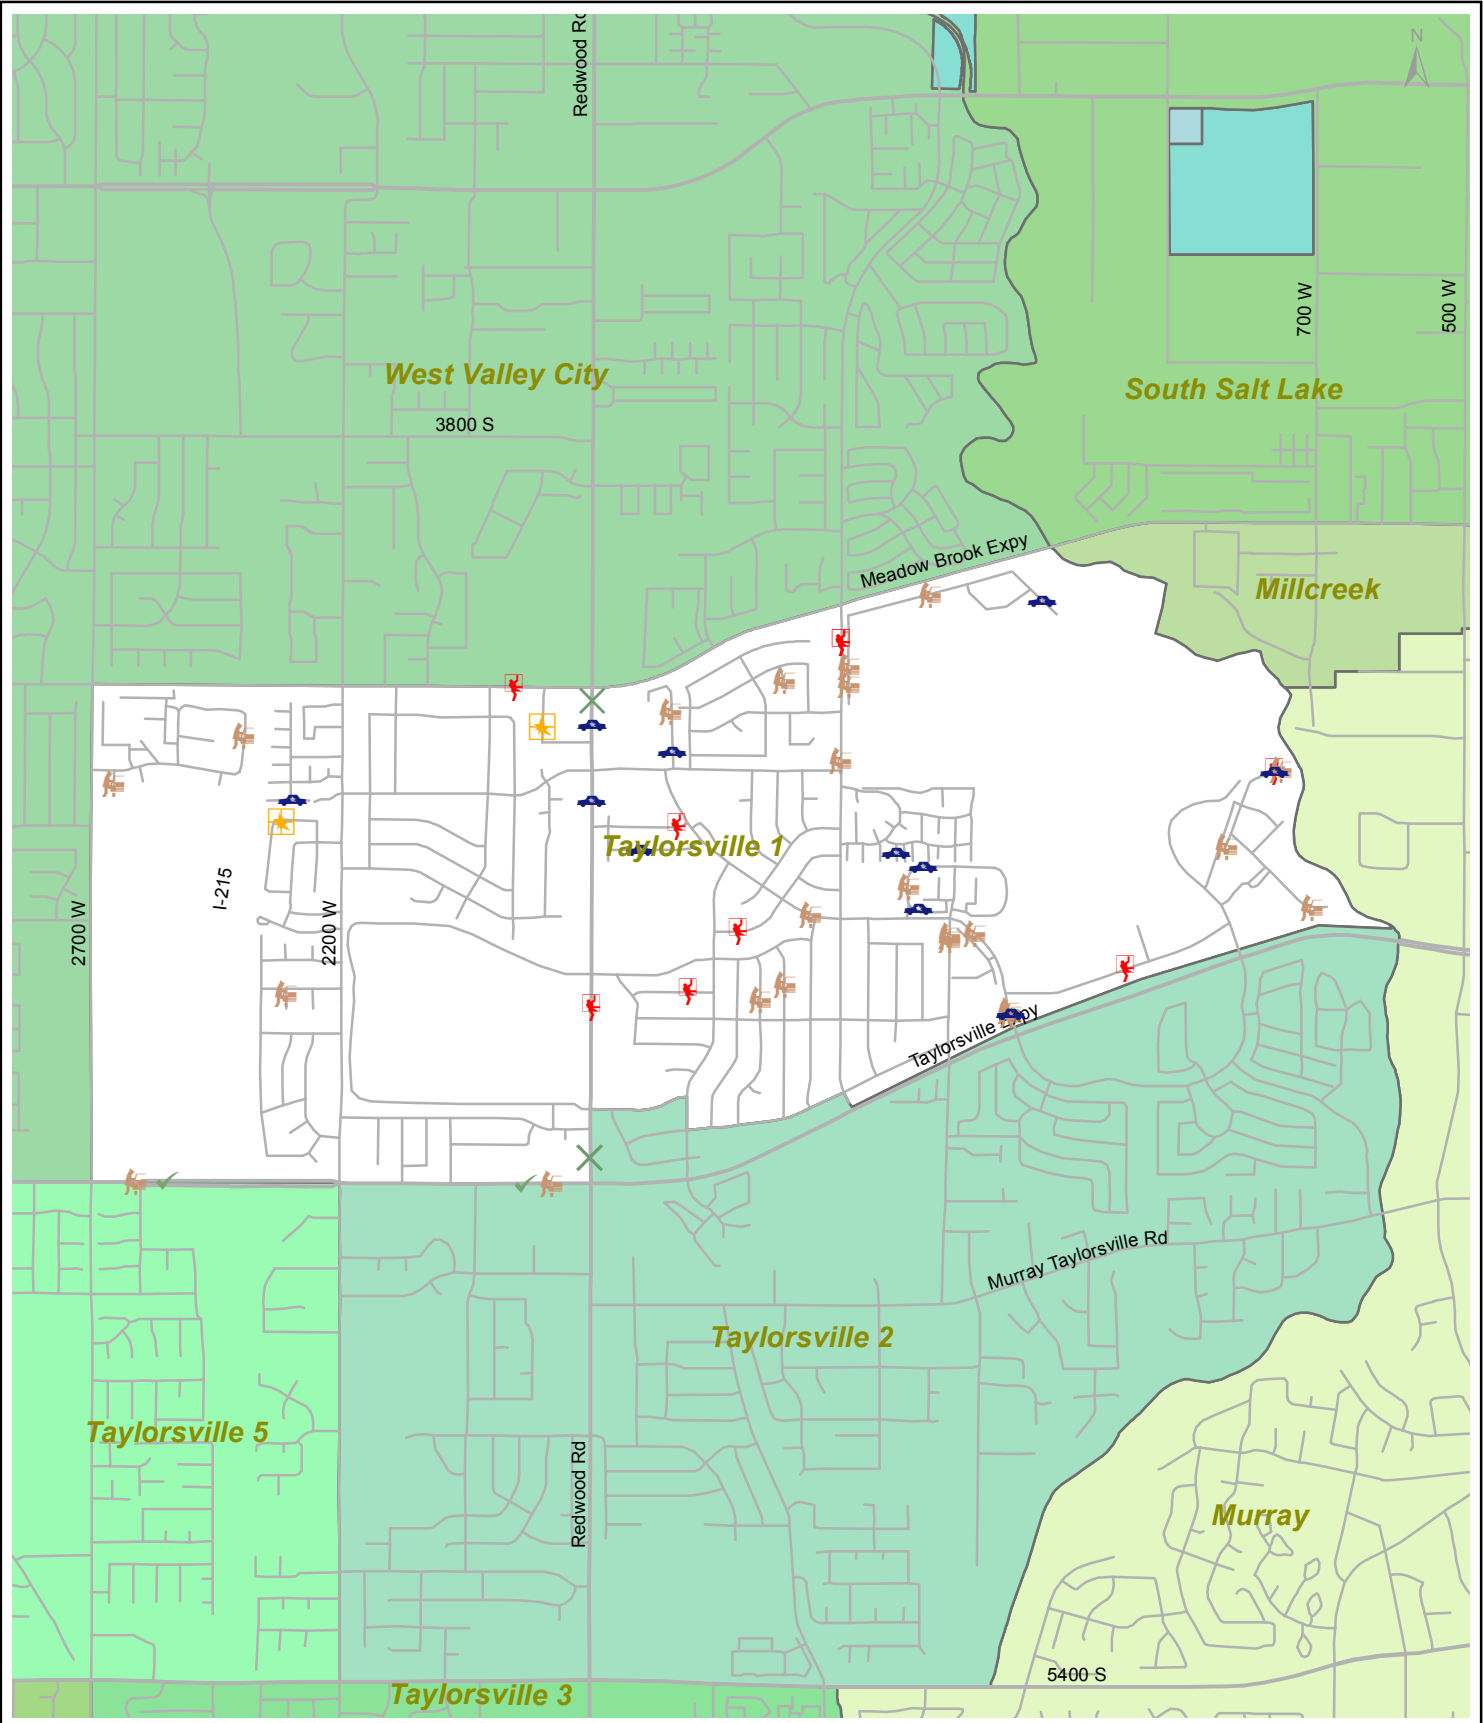 Redwood Rd
N
700 W
500 W
West Valley City
South Salt Lake
3800 S
Meadow Brook Expy
Millcreek
Taylorsville 1
I-215
2700 W
2200 W
Taylorsville Expy
Murray Taylorsville Rd
Taylorsville 2
Taylorsville 5
Redwood Rd
Murray
5400 S
Taylorsville 3